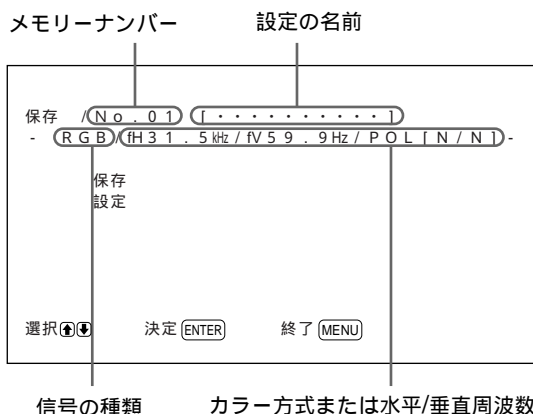 メモリーナンバー 設定の名前
保存 /No.01 [・・・・・・・・・・]
- RGB/fH31.5kHz/fV59.9Hz/POL[N/N]-
保存
設定
選択 決定 ENTER 終了 MENU
信号の種類 カラー方式または水平/垂直周波数